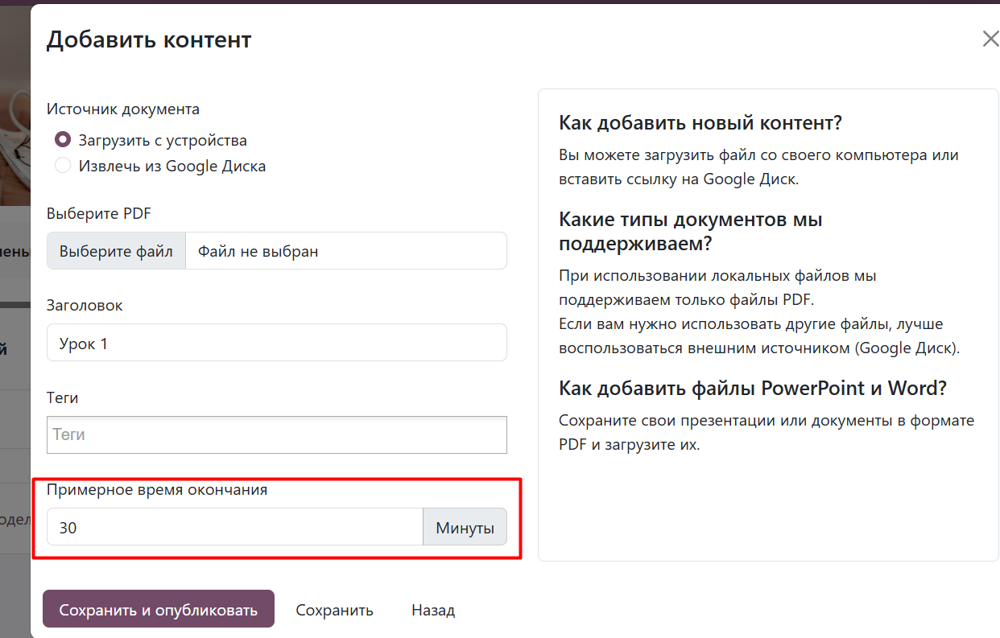 Добавить контент
Источник документа
Загрузить с устройства
Извлечь из Google Диска
Выберите PDF
Выберите файл Файл не выбран
Заголовок
Урок 1
Теги
Теги
Примерное время окончания
30 Минуты
Сохранить и опубликовать Сохранить Назад
Как добавить новый контент?
Вы можете загрузить файл со своего компьютера или
вставить ссылку на Google Диск.
Какие типы документов мы
поддерживаем?
При использовании локальных файлов мы
поддерживаем только файлы PDF.
Если вам нужно использовать другие файлы, лучше
воспользоваться внешним источником (Google Диск).
Как добавить файлы PowerPoint и Word?
Сохраните свои презентации или документы в формате
PDF и загрузите их.